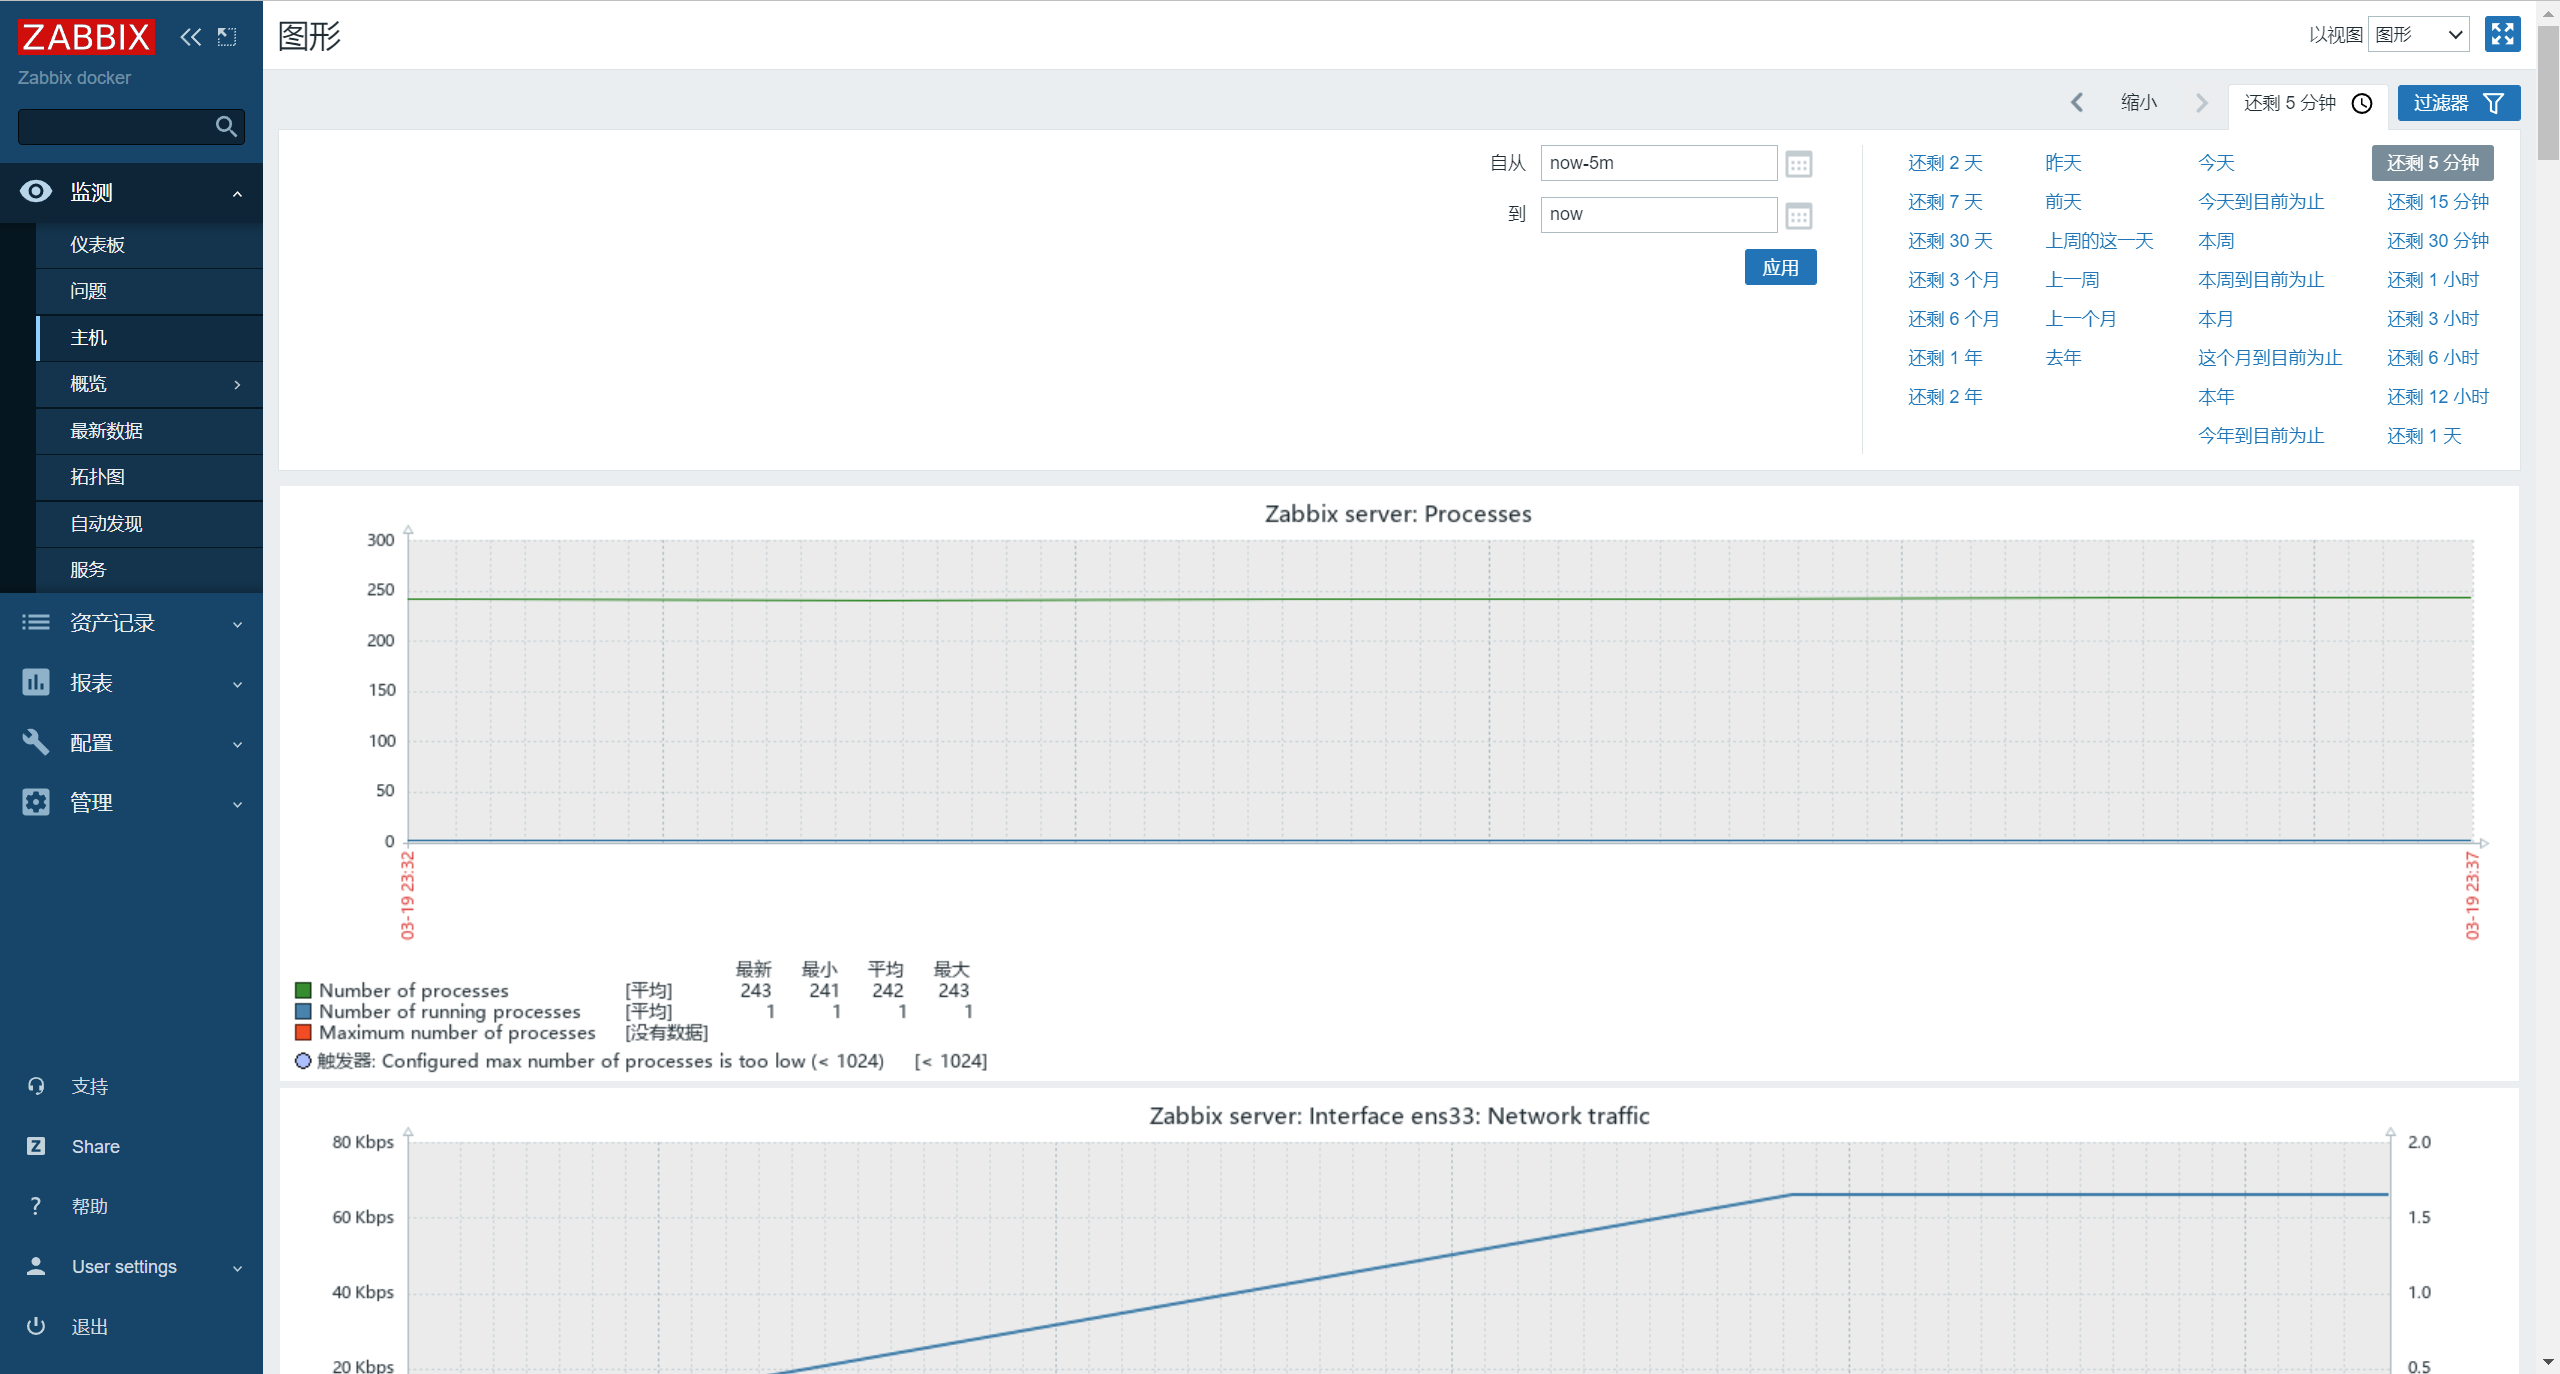 ZABBIX
Zabbix docker
监测
仪表板
问题
主机
概览
最新数据
拓扑图
自动发现
服务
资产记录
报表
配置
管理
支持
Share
帮助
User settings
退出
图形
以视图 图形
缩小
还剩 5 分钟
过滤器
自从 now-5m
到 now
应用
还剩 2 天 昨天 今天 还剩 5 分钟
还剩 7 天 前天 今天到目前为止 还剩 15 分钟
还剩 30 天 上周的这一天 本周 还剩 30 分钟
还剩 3 个月 上一周 本周到目前为止 还剩 1 小时
还剩 6 个月 上一个月 本月 还剩 3 小时
还剩 1 年 去年 这个月到目前为止 还剩 6 小时
还剩 2 年 本年 还剩 12 小时
今年到目前为止 还剩 1 天
Zabbix server: Processes
300
250
200
150
100
50
0
03-19 23:32
03-19 23:37
最新 最小 平均 最大
Number of processes [平均] 243 241 242 243
Number of running processes [平均] 1 1 1 1
Maximum number of processes [没有数据]
触发器: Configured max number of processes is too low (< 1024) [< 1024]
Zabbix server: Interface ens33: Network traffic
80 Kbps 2.0
60 Kbps 1.5
40 Kbps 1.0
20 Kbps 0.5